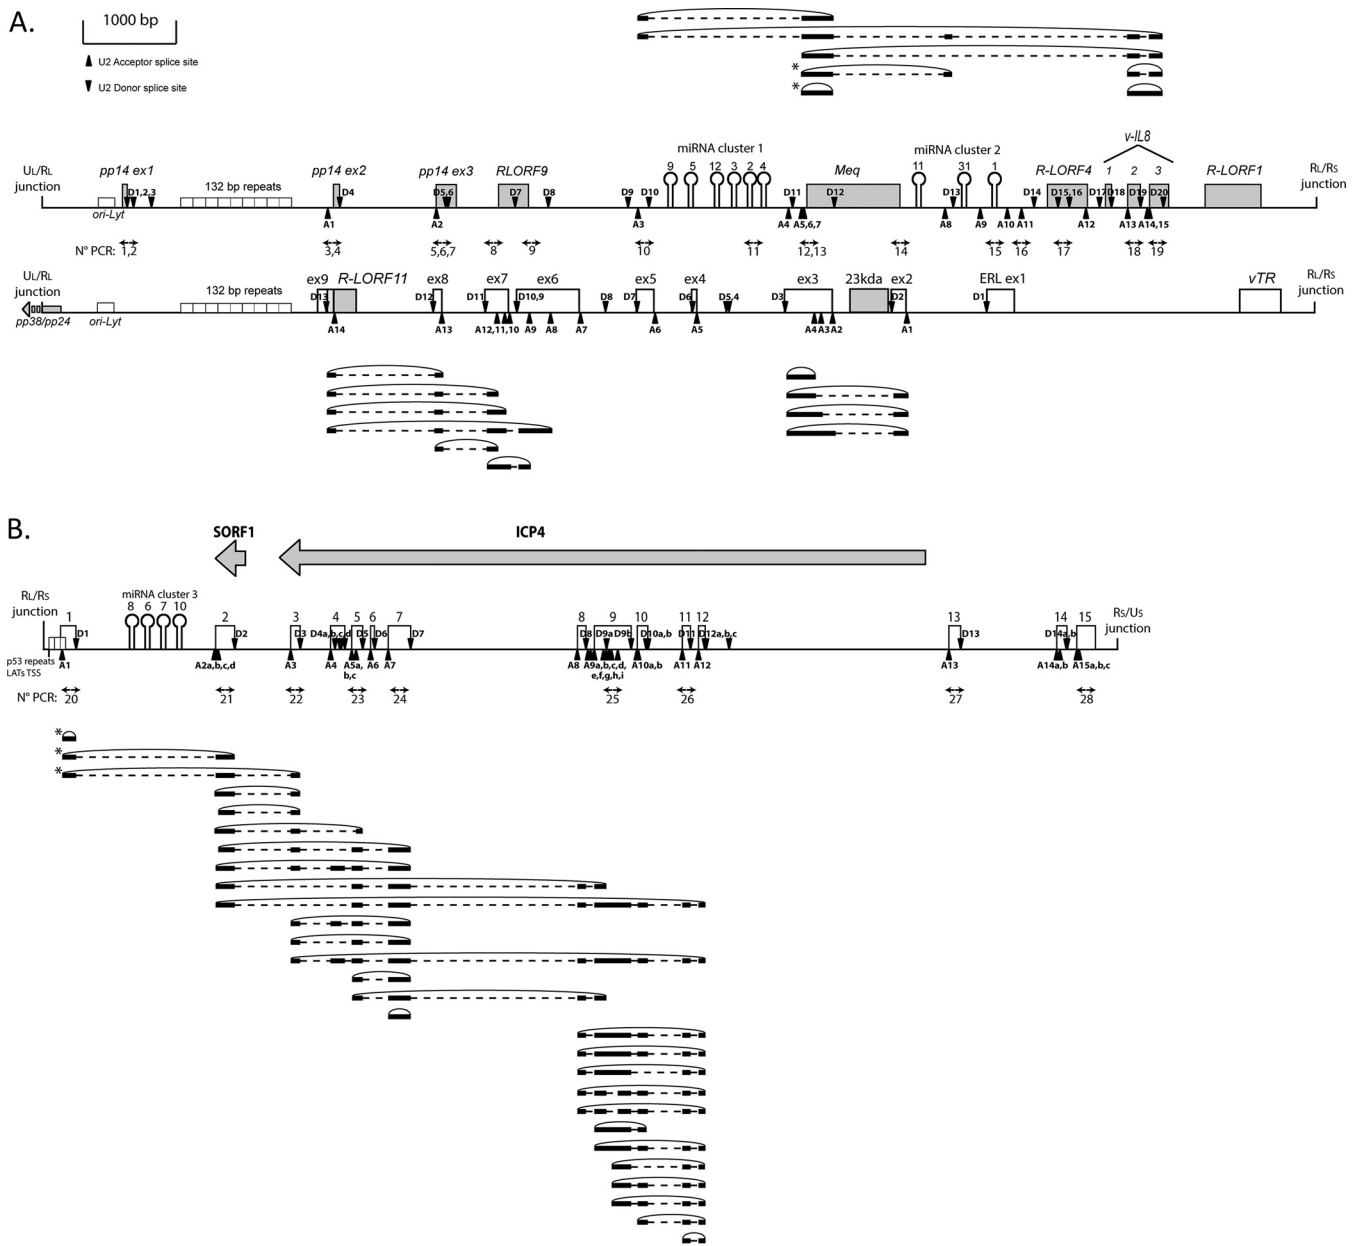 A.
1000 bp
U2 Acceptor splice site
U2 Donor splice site
*
*
v-IL8
miRNA cluster 1
miRNA cluster 2
UL/RL
junction
pp14 ex1
132 bp repeats
pp14 ex2
pp14 ex3
RLORF9
9 5 12 3 2 4
Meq
11 31 1
R-LORF4
1 2 3
R-LORF1
RL/RS
junction
D1,2,3 D4 D5,6 D7 D8 D9 D10 D11 D12 D13 D14 D15,16 D17 D18 D19 D20
ori-Lyt
A1 A2 A3 A4 A5,6,7 A8 A9 A10 A11 A12 A13 A14,15
N° PCR: 1,2 3,4 5,6,7 8 9 10 11 12,13 14 15 16 17 18 19
UL/RL
junction
132 bp repeats
ex9 R-LORF11 ex8 ex7 ex6 ex5 ex4 ex3 23kda ex2 ERL ex1 vTR
RL/RS
junction
D13 D12 D11 D10,9 D8 D7 D6 D5,4 D3 D2 D1
pp38/pp24
ori-Lyt
A14 A13 A12,11,10 A9 A8 A7 A6 A5 A4 A3 A2 A1
B.
SORF1
ICP4
RL/RS
junction
miRNA cluster 3
8 6 7 10
1 2 3 4 5 6 7 8 9 10 11 12 13 14 15
RS/US
junction
D1 D2 D3 D4a,b,c,d D5 D6 D7 D8 D9a D9b D10a,b D11 D12a,b,c D13 D14a,b
p53 repeats
LATs TSS
A1 A2a,b,c,d A3 A4 A5a,
b,c
A6 A7 A8 A9a,b,c,d,
e,f,g,h,i
A10a,b A11 A12 A13 A14a,b A15a,b,c
N° PCR: 20 21 22 23 24 25 26 27 28
*
*
*